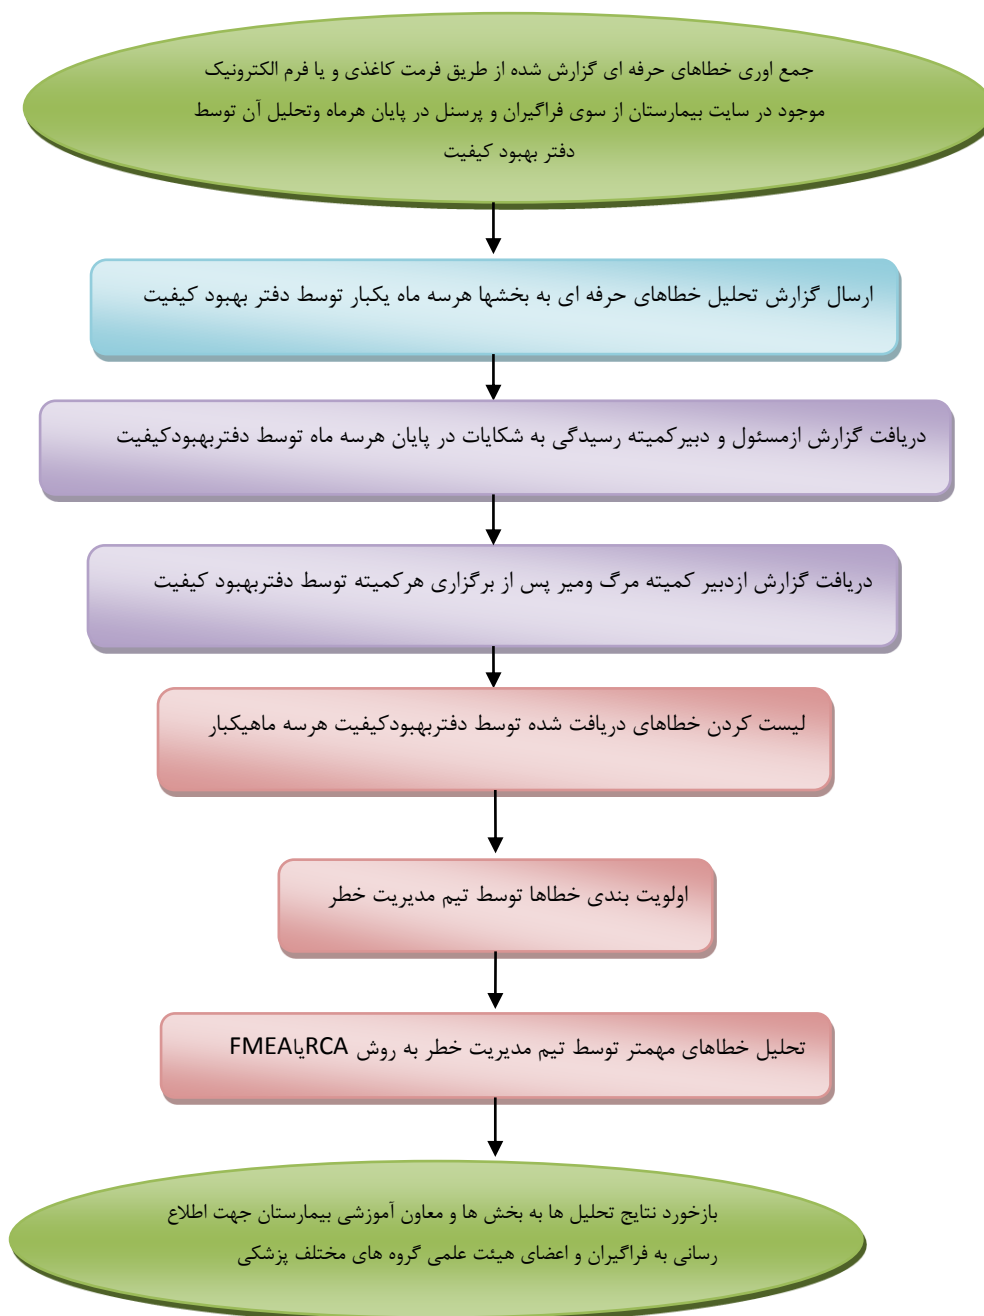 جمع اوری خطاهای حرفه ای گزارش شده از طریق فرمت کاغذی و یا فرم الکترونیک
موجود در سایت بیمارستان از سوی فراگیران و پرسنل در پایان هرماه وتحلیل آن توسط
دفتر بهبود کیفیت
ارسال گزارش تحلیل خطاهای حرفه ای به بخشها هرسه ماه یکبار توسط دفتر بهبود کیفیت
دریافت گزارش ازمسئول و دبیرکمیته رسیدگی به شکایات در پایان هرسه ماه توسط دفتربهبودکیفیت
دریافت گزارش ازدبیر کمیته مرگ ومیر پس از برگزاری هرکمیته توسط دفتربهبود کیفیت
لیست کردن خطاهای دریافت شده توسط دفتربهبودکیفیت هرسه ماهیکبار
اولویت بندی خطاها توسط تیم مدیریت خطر
تحلیل خطاهای مهمتر توسط تیم مدیریت خطر به روش RCAیاFMEA
بازخورد نتایج تحلیل ها به بخش ها و معاون آموزشی بیمارستان جهت اطلاع
رسانی به فراگیران و اعضای هیئت علمی گروه های مختلف پزشکی